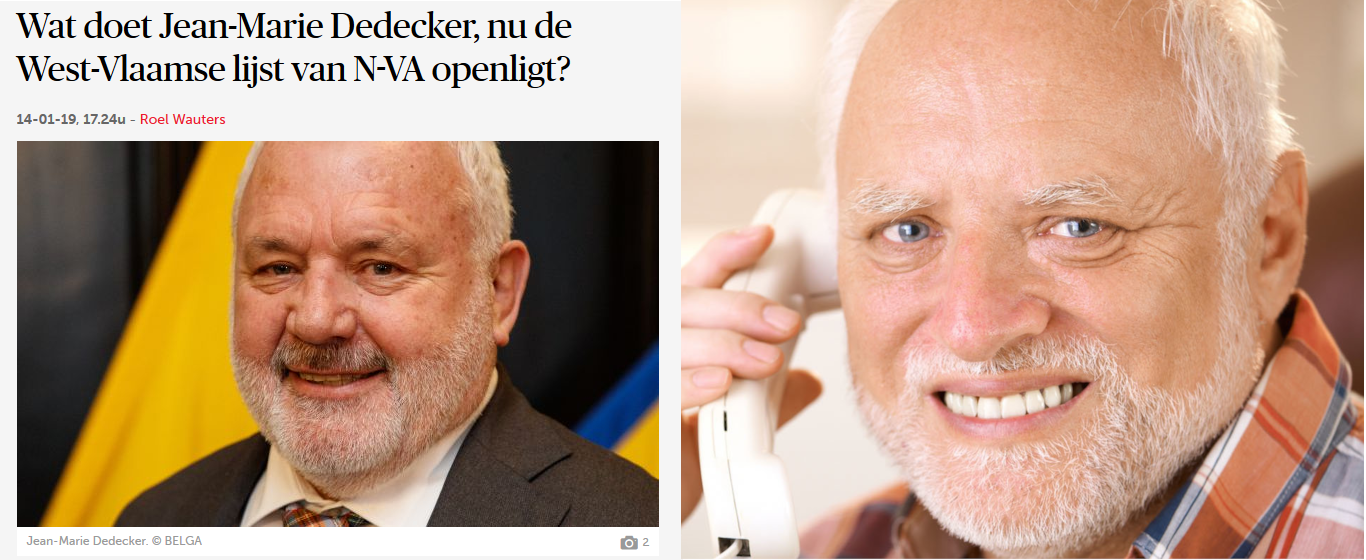 Wat doet Jean-Marie Dedecker, nu de
West-Vlaamse lijst van N-VA openligt?
14-01-19, 17.24u - Roel Wauters
Jean-Marie Dedecker. © BELGA
2